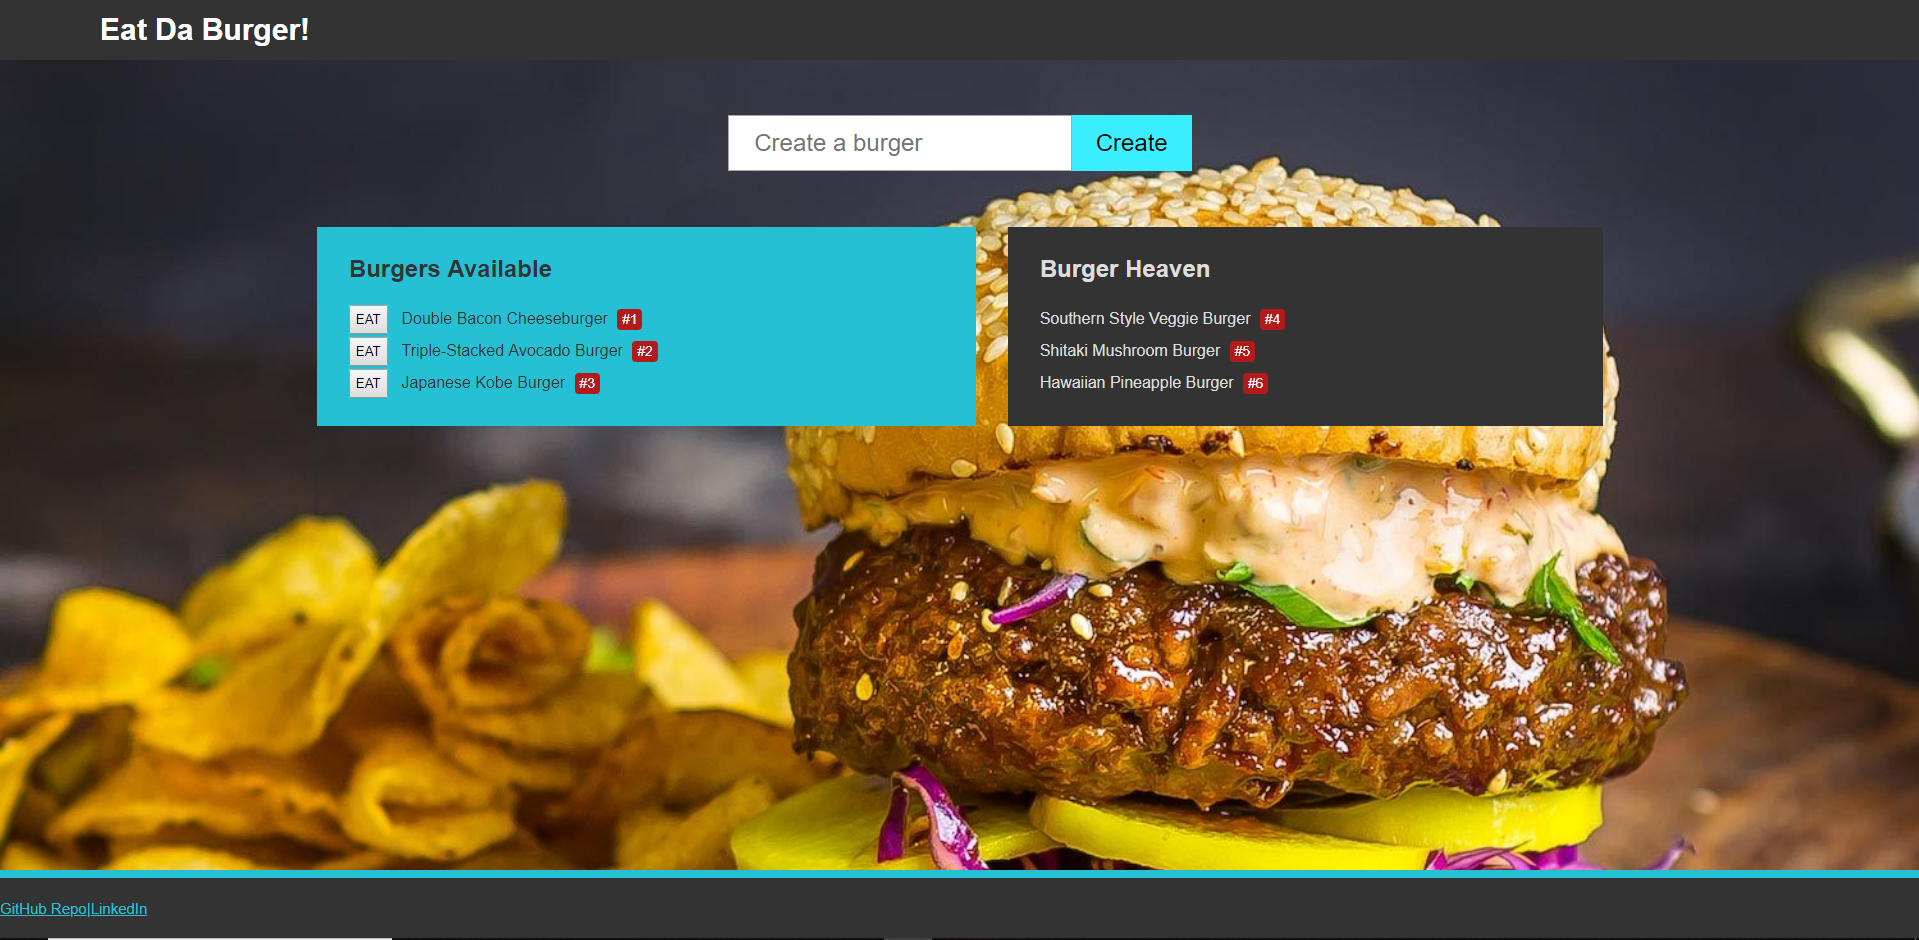 Eat Da Burger!
Create a burger
Create
Burgers Available
EAT Double Bacon Cheeseburger #1
EAT Triple-Stacked Avocado Burger #2
EAT Japanese Kobe Burger #3
Burger Heaven
Southern Style Veggie Burger #4
Shitaki Mushroom Burger #5
Hawaiian Pineapple Burger #6
GitHub Repo|LinkedIn